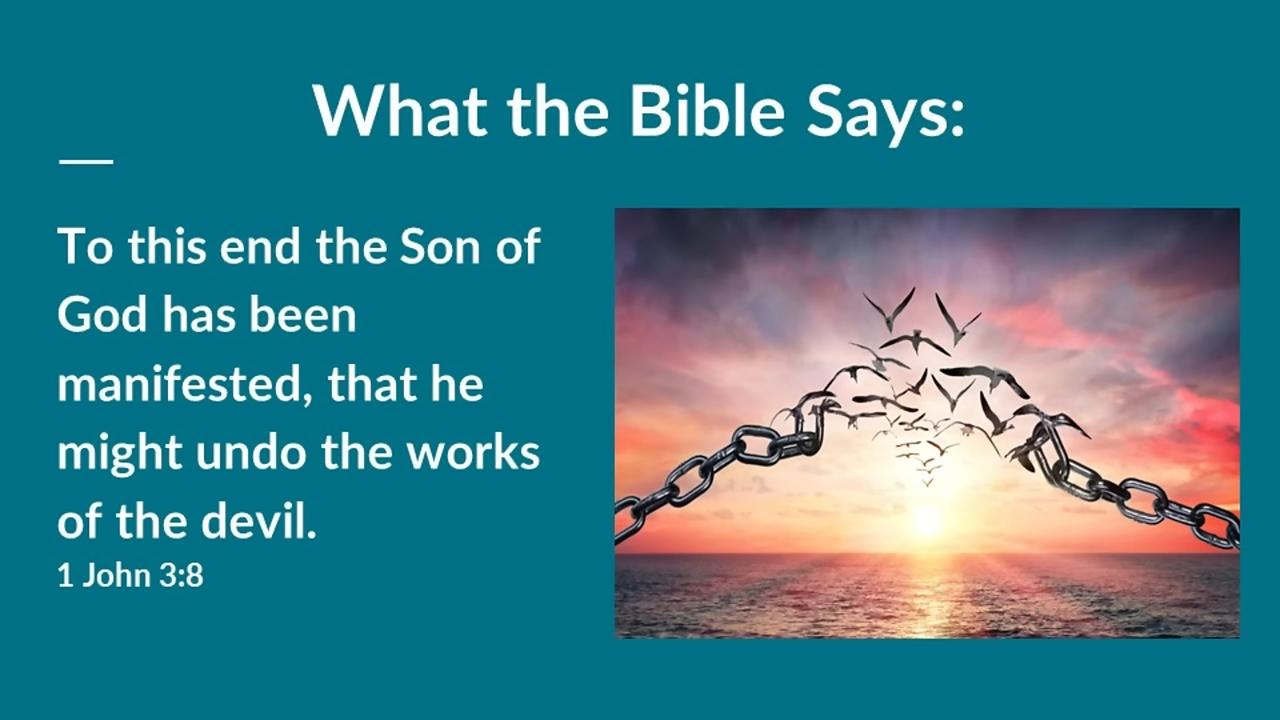 What the Bible Says:
To this end the Son of
God has been
manifested, that he
might undo the works
of the devil.
1 John 3:8